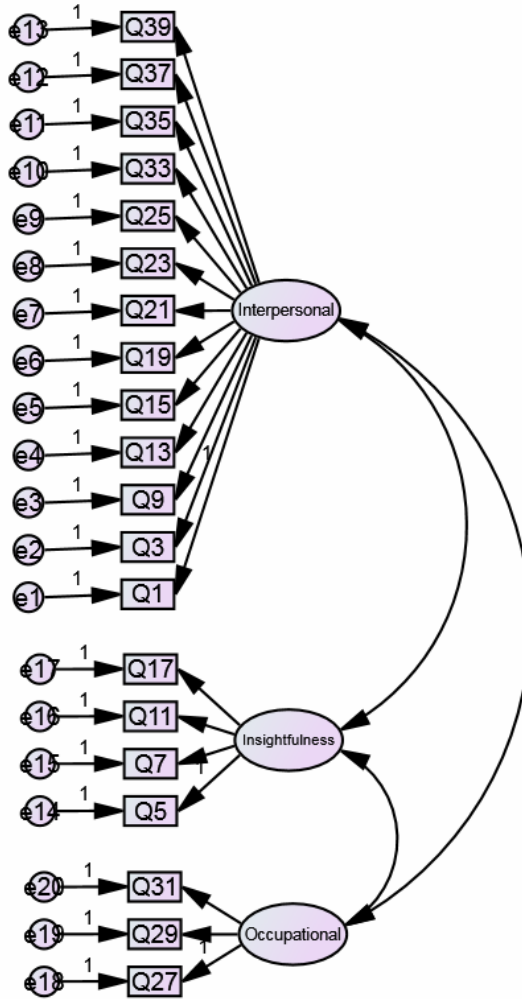 e13 1 Q39
e12 1 Q37
e11 1 Q35
e10 1 Q33
e9 1 Q25
e8 1 Q23
e7 1 Q21
Interpersonal
e6 1 Q19
e5 1 Q15
e4 1 Q13
1
e3 1 Q9
e2 1 Q3
e1 1 Q1
e17 1 Q17
e16 1 Q11
Insightfulness
e15 1 Q7
1
e14 1 Q5
e20 1 Q31
e19 1 Q29
Occupational
1
e18 1 Q27